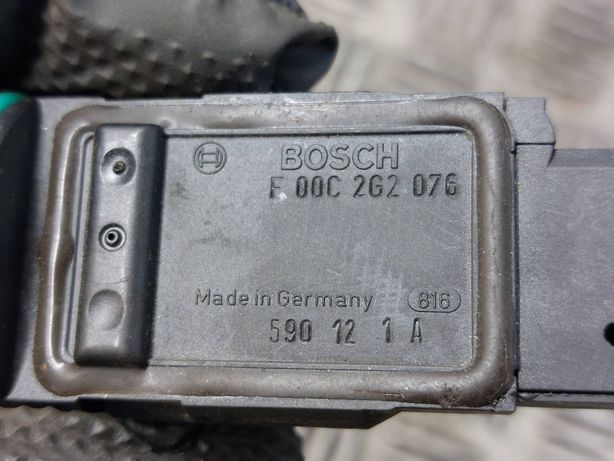 BOSCH
F 00C 2G2 076
Made in Germany 816
590 12 1 A